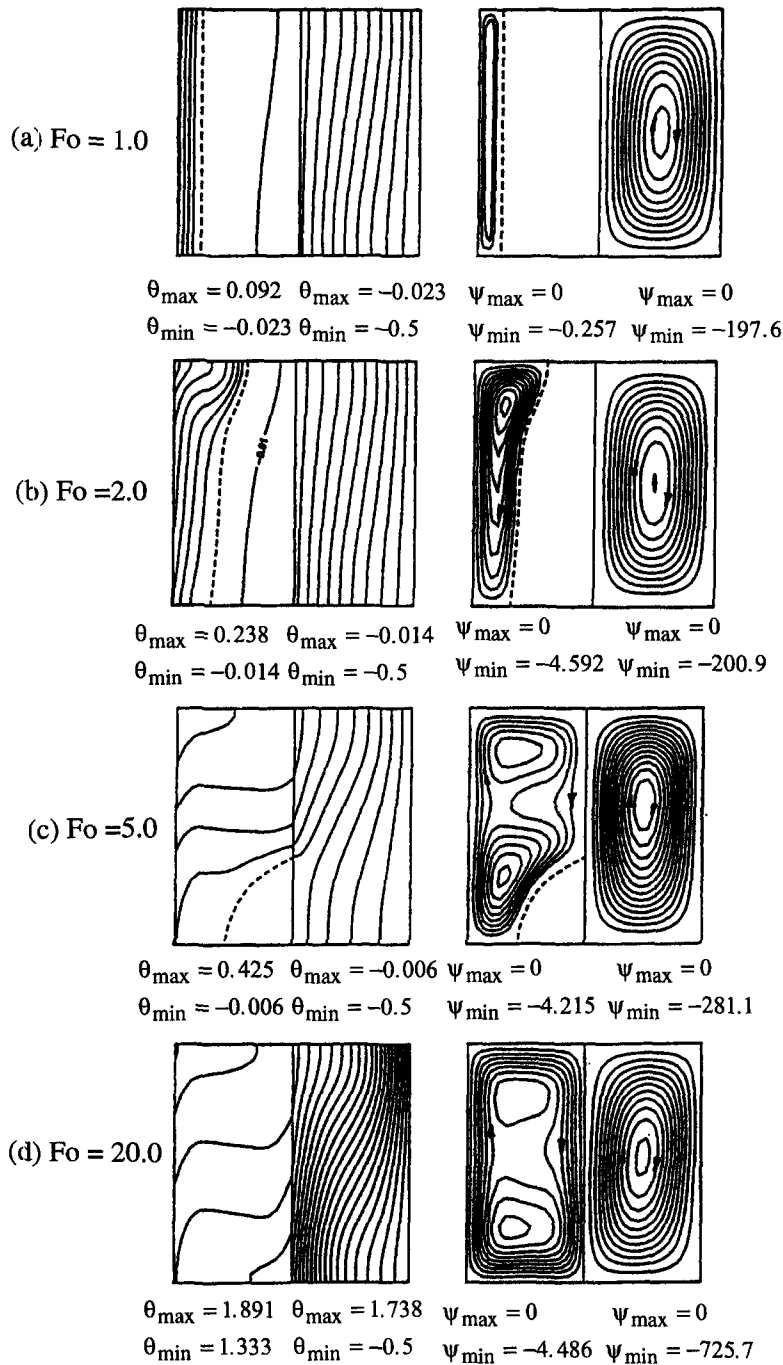 (a) Fo = 1.0
θmax = 0.092 θmax = −0.023 ψmax = 0 ψmax = 0
θmin = −0.023 θmin = −0.5 ψmin = −0.257 ψmin = −197.6
−0.01
(b) Fo =2.0
θmax = 0.238 θmax = −0.014 ψmax = 0 ψmax = 0
θmin = −0.014 θmin = −0.5 ψmin = −4.592 ψmin = −200.9
(c) Fo =5.0
θmax = 0.425 θmax = −0.006 ψmax = 0 ψmax = 0
θmin = −0.006 θmin = −0.5 ψmin = −4.215 ψmin = −281.1
(d) Fo = 20.0
θmax = 1.891 θmax = 1.738 ψmax = 0 ψmax = 0
θmin = 1.333 θmin = −0.5 ψmin = −4.486 ψmin = −725.7